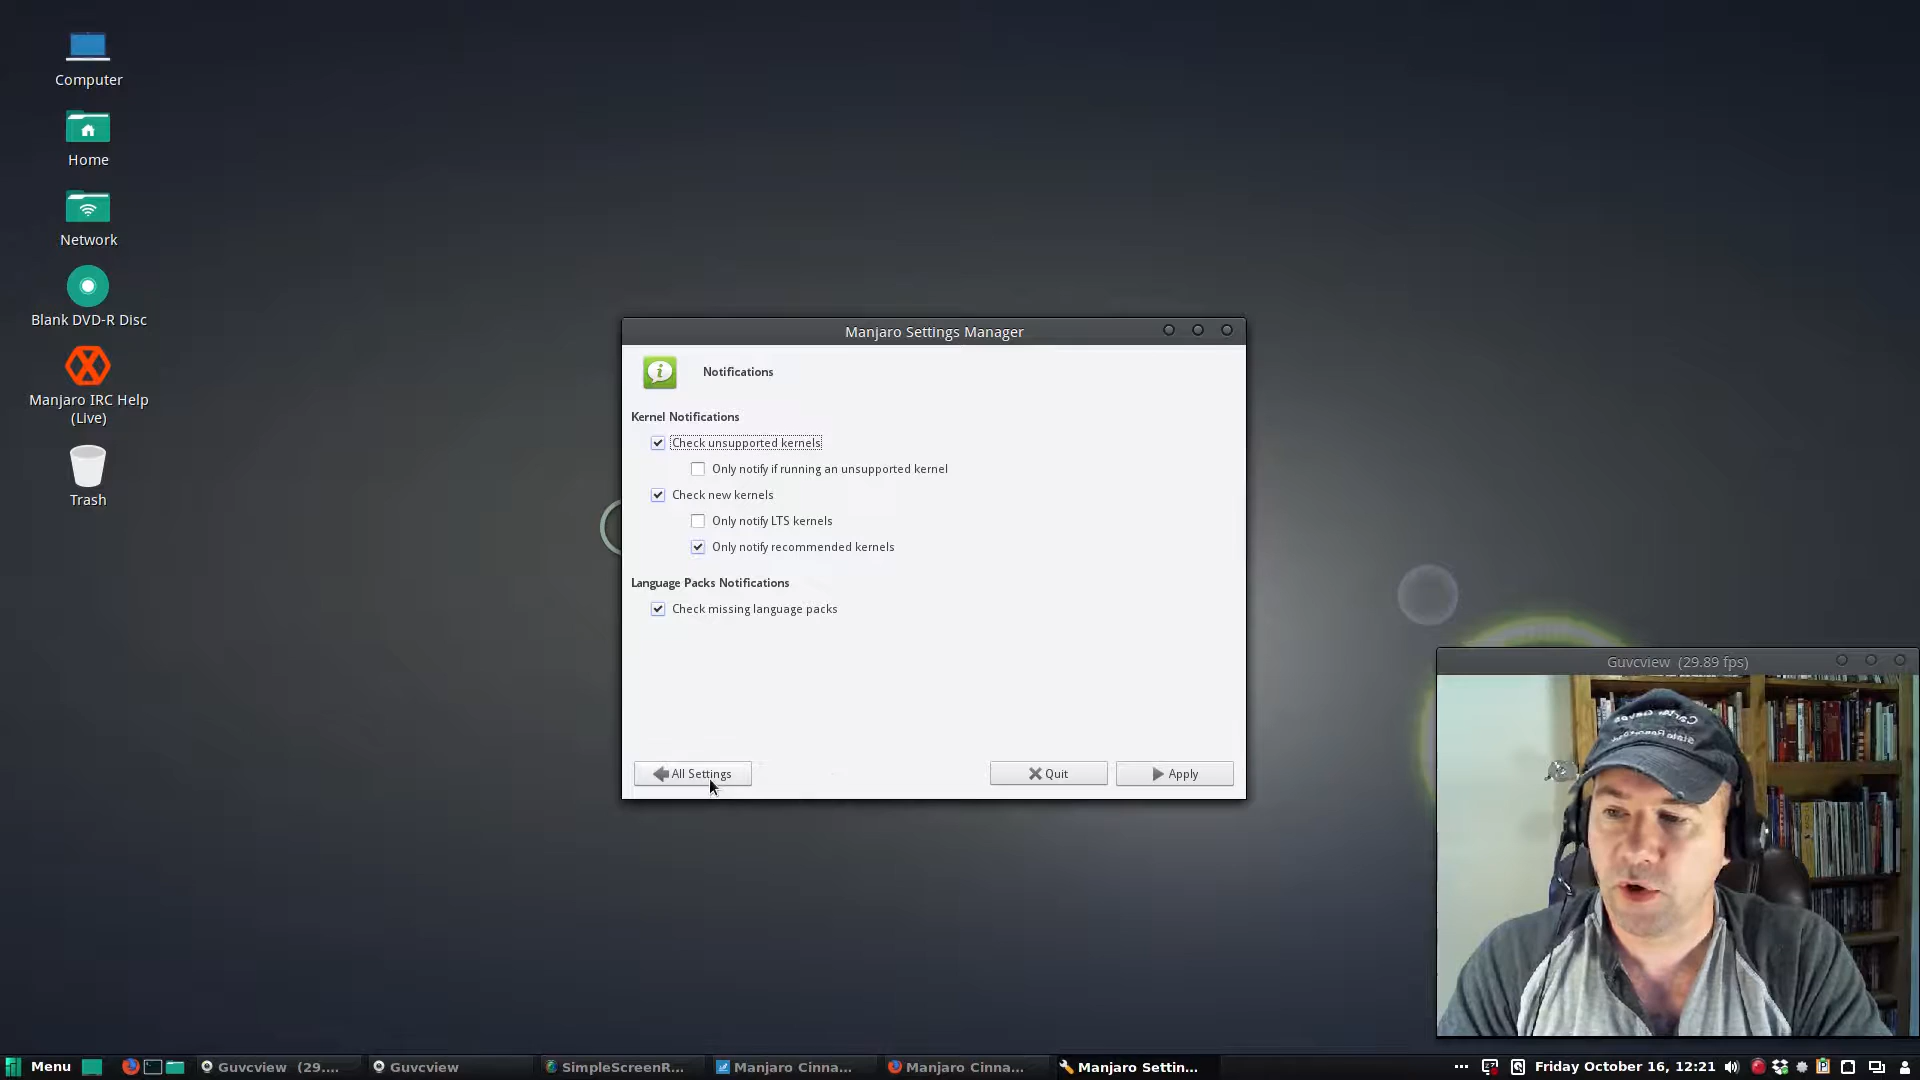 Computer
Home
Network
Blank DVD-R Disc
Manjaro IRC Help
(Live)
Trash
Manjaro Settings Manager
Notifications
Kernel Notifications
Check unsupported kernels
Only notify if running an unsupported kernel
Check new kernels
Only notify LTS kernels
Only notify recommended kernels
Language Packs Notifications
Check missing language packs
All Settings
Quit
Apply
Guvcview (29.89 fps)
Menu
Guvcview (29....
Guvcview
SimpleScreenR...
Manjaro Cinna...
Manjaro Cinna...
Manjaro Settin...
Friday October 16, 12:21